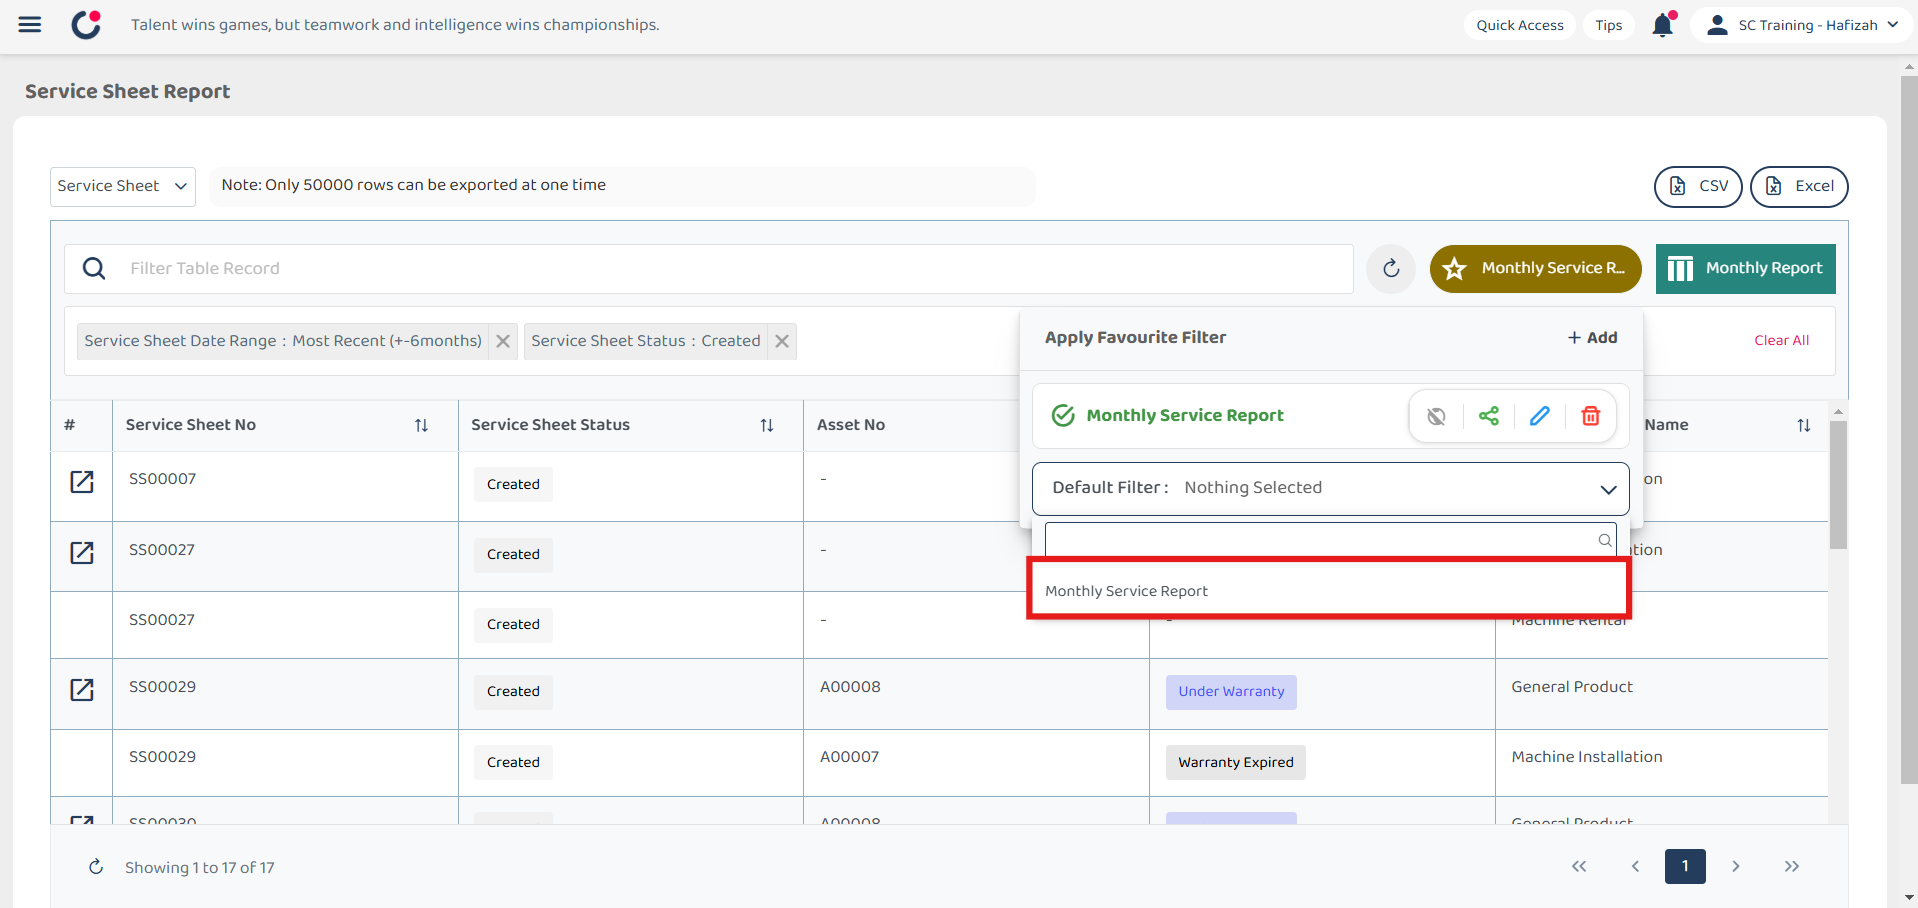 Talent wins games, but teamwork and intelligence wins championships.
Quick Access
Tips
SC Training - Hafizah
Service Sheet Report
Service Sheet
Note: Only 50000 rows can be exported at one time
CSV
Excel
Filter Table Record
Monthly Service R...
Monthly Report
Service Sheet Date Range : Most Recent (+-6months)
Service Sheet Status : Created
Clear All
Apply Favourite Filter
+ Add
Monthly Service Report
Default Filter : Nothing Selected
Monthly Service Report
# Service Sheet No Service Sheet Status Asset No Name
SS00007 Created - on
SS00027 Created - tion
SS00027 Created - - Machine Rental
SS00029 Created A00008 Under Warranty General Product
SS00029 Created A00007 Warranty Expired Machine Installation
SS00030 A00008 General Product
Showing 1 to 17 of 17
1